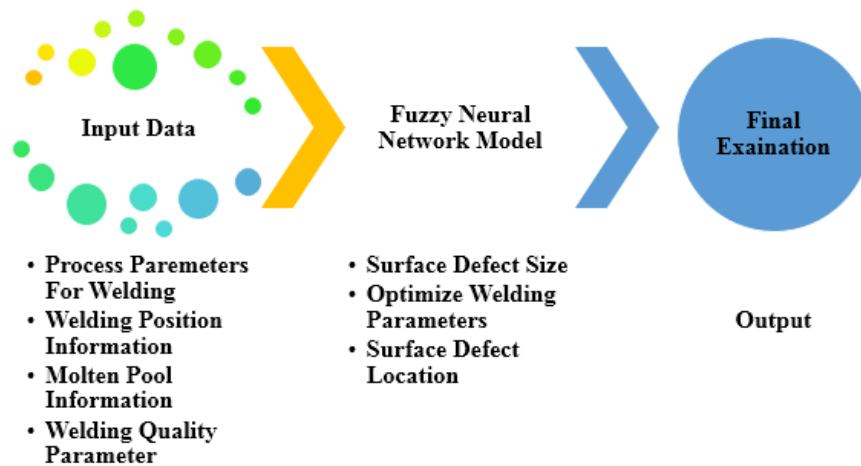 Input Data
Fuzzy Neural
Network Model
Final
Exaination
• Process Paremeters
For Welding
• Welding Position
Information
• Molten Pool
Information
• Welding Quality
Parameter
• Surface Defect Size
• Optimize Welding
Parameters
• Surface Defect
Location
Output